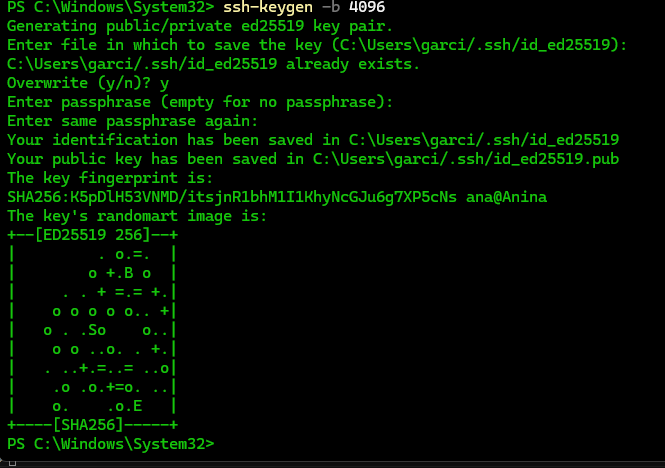 PS C:\Windows\System32> ssh-keygen -b 4096
Generating public/private ed25519 key pair.
Enter file in which to save the key (C:\Users\garci/.ssh/id_ed25519):
C:\Users\garci/.ssh/id_ed25519 already exists.
Overwrite (y/n)? y
Enter passphrase (empty for no passphrase):
Enter same passphrase again:
Your identification has been saved in C:\Users\garci/.ssh/id_ed25519
Your public key has been saved in C:\Users\garci/.ssh/id_ed25519.pub
The key fingerprint is:
SHA256:K5pDlH53VNMD/itsjnR1bhM1I1KhyNcGJu6g7XP5cNs ana@Anina
The key's randomart image is:
+--[ED25519 256]--+
|         . o.=.  |
|        o +.B o  |
|     . . + =.= +.|
|    o o o o o.. +|
|   o . .So    o..|
|    o o ..o. . +.|
|   . ..+.=..= ..o|
|    .o .o.+=o. ..|
|    o.    .o.E   |
+----[SHA256]-----+
PS C:\Windows\System32>